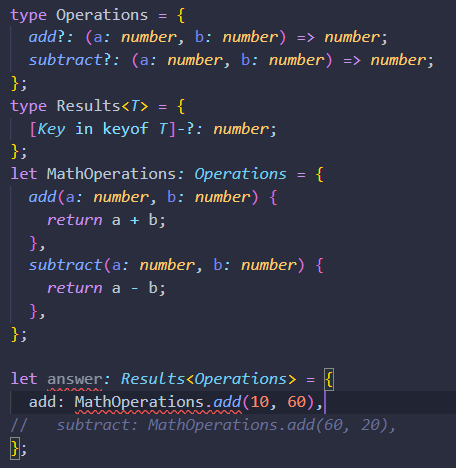 type Operations = {
  add?: (a: number, b: number) => number;
  subtract?: (a: number, b: number) => number;
};
type Results<T> = {
  [Key in keyof T]-?: number;
};
let MathOperations: Operations = {
  add(a: number, b: number) {
    return a + b;
  },
  subtract(a: number, b: number) {
    return a - b;
  },
};

let answer: Results<Operations> = {
  add: MathOperations.add(10, 60),
//   subtract: MathOperations.add(60, 20),
};